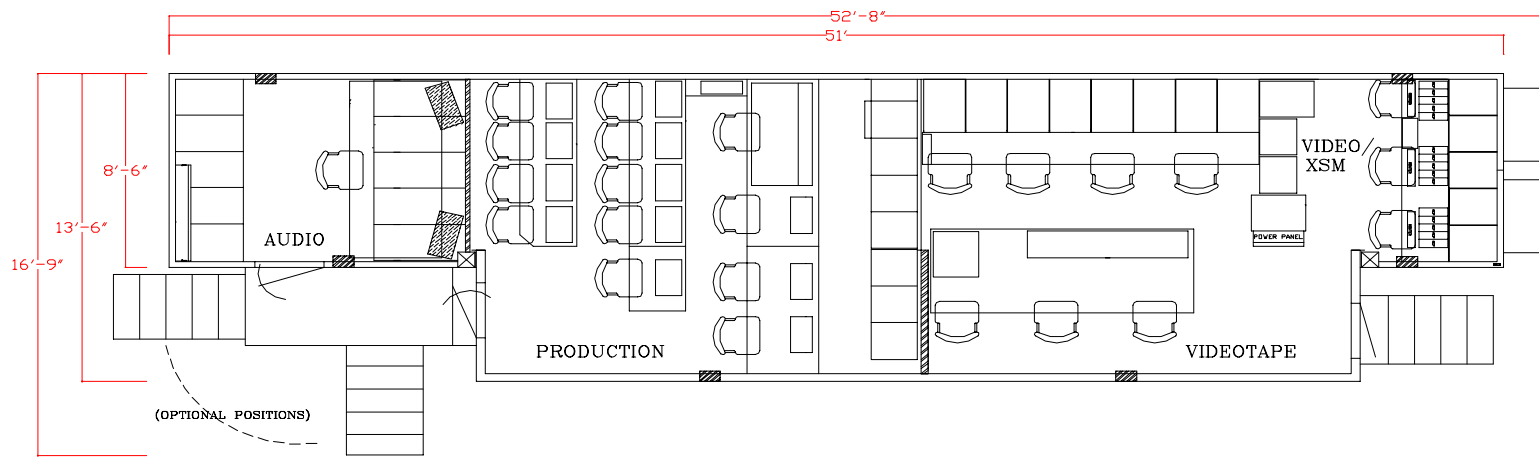 52'-8"
51'
8'-6"
13'-6"
16'-9"
VIDEO/
XSM
AUDIO
POWER PANEL
PRODUCTION
VIDEOTAPE
(OPTIONAL POSITIONS)